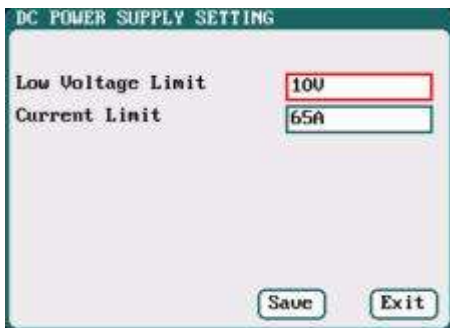 DC POWER SUPPLY SETTING
Low Voltage Limit 10V
Current Limit 65A
Save Exit